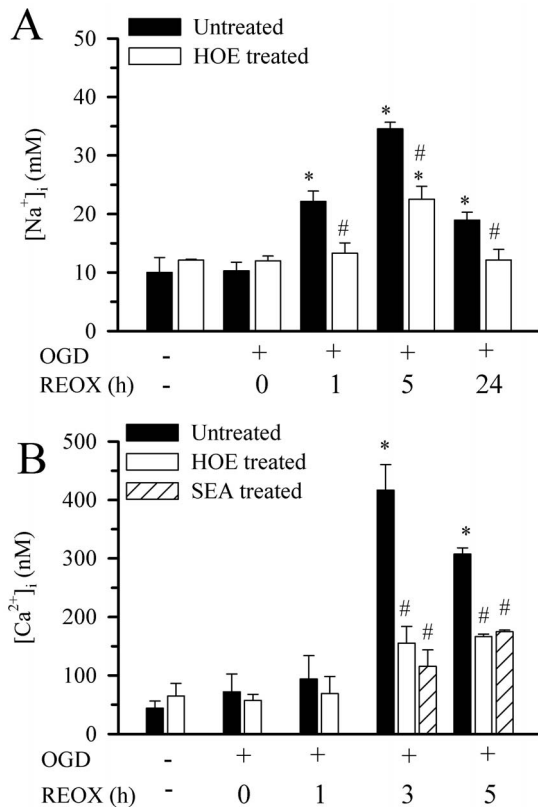 A
Untreated
HOE treated
50
40
30
20
10
0
[Na⁺]ᵢ (mM)
* # * # * * #
OGD - + + + +
REOX (h) - 0 1 5 24
B
Untreated
HOE treated
SEA treated
500
400
300
200
100
00
[Ca²⁺]ᵢ (nM)
* # # * # #
OGD - + + + +
REOX (h) - 0 1 3 5